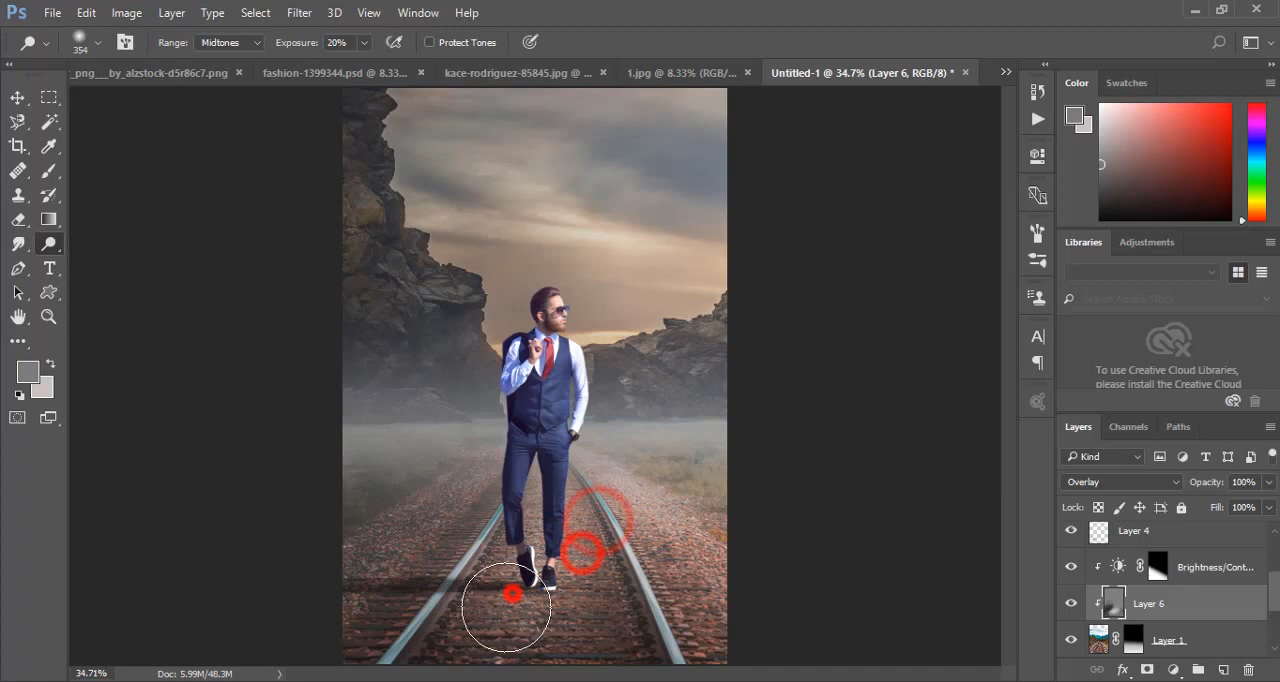 Ps File Edit Image Layer Type Select Filter 3D View Window Help
354 Range: Midtones Exposure: 20% Protect Tones
_png___by_alzstock-d5r86c7.png × fashion-1399344.psd @ 8.33... × kace-rodriguez-85845.jpg @ ... × 1.jpg @ 8.33% (RGB/... × Untitled-1 @ 34.7% (Layer 6, RGB/8) * ×
Color Swatches
Libraries Adjustments
Search Adobe Stock
To use Creative Cloud Libraries,
please install the Creative Cloud
Layers Channels Paths
Kind
Overlay Opacity: 100%
Lock: Fill: 100%
Layer 4
Brightness/Cont...
Layer 6
Layer 1
34.71% Doc: 5.99M/48.3M